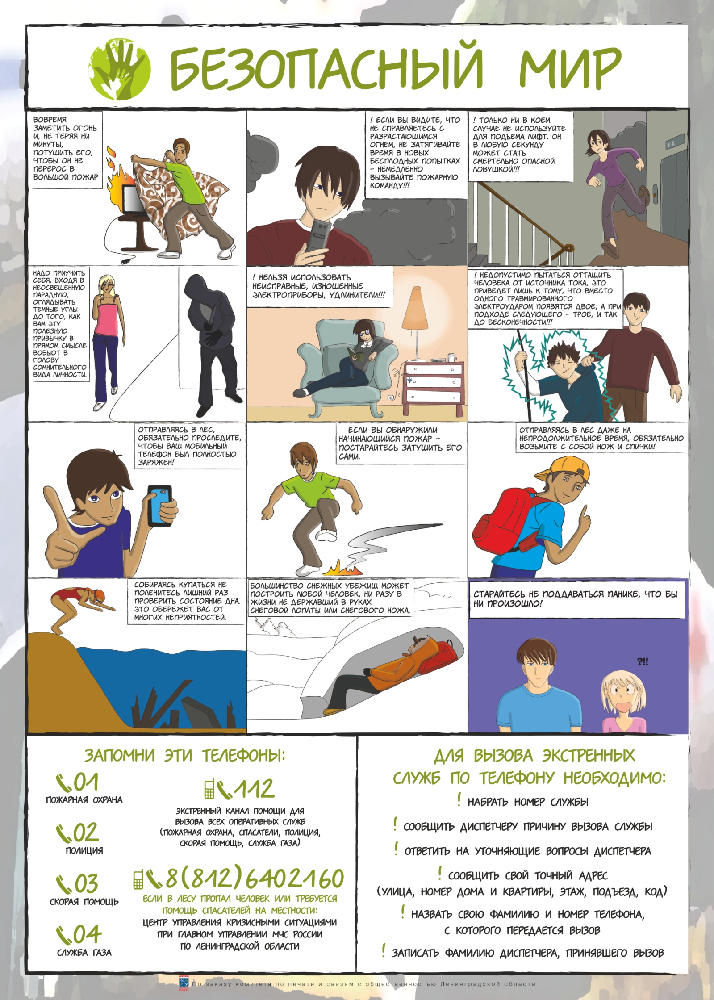 БЕЗОПАСНЫЙ МИР
ВОВРЕМЯ
ЗАМЕТИТЬ ОГОНЬ
И, НЕ ТЕРЯЯ НИ
МИНУТЫ,
ПОТУШИТЬ ЕГО,
ЧТОБЫ ОН НЕ
ПЕРЕРОС В
БОЛЬШОЙ ПОЖАР
! ЕСЛИ ВЫ ВИДИТЕ, ЧТО
НЕ СПРАВЛЯЕТЕСЬ С
РАЗРАСТАЮЩИМСЯ
ОГНЕМ, НЕ ЗАТЯГИВАЙТЕ
ВРЕМЯ В НОВЫХ
БЕСПЛОДНЫХ ПОПЫТКАХ
– НЕМЕДЛЕННО
ВЫЗЫВАЙТЕ ПОЖАРНУЮ
КОМАНДУ!!!
! ТОЛЬКО НИ В КОЕМ
СЛУЧАЕ НЕ ИСПОЛЬЗУЙТЕ
ДЛЯ ПОДЬЕМА ЛИФТ. ОН
В ЛЮБУЮ СЕКУНДУ
МОЖЕТ СТАТЬ
СМЕРТЕЛЬНО ОПАСНОЙ
ЛОВУШКОЙ!!!
НАДО ПРИУЧИТЬ
СЕБЯ, ВХОДЯ В
НЕОСВЕЩЕННУЮ
ПАРАДНУЮ,
ОГЛЯДЫВАТЬ
ТЕМНЫЕ УГЛЫ
ДО ТОГО, КАК
ВАМ ЭТУ
ПОЛЕЗНУЮ
ПРИВЫЧКУ В
ПРЯМОМ СМЫСЛЕ
ВОБЬЮТ В
ГОЛОВУ
СОМНИТЕЛЬНОГО
ВИДА ЛИЧНОСТИ.
! НЕЛЬЗЯ ИСПОЛЬЗОВАТЬ
НЕИСПРАВНЫЕ, ИЗНОШЕННЫЕ
ЭЛЕКТРОПРИБОРЫ, УДЛИНИТЕЛИ!!!
! НЕДОПУСТИМО ПЫТАТЬСЯ ОТТАЩИТЬ
ЧЕЛОВЕКА ОТ ИСТОЧНИКА ТОКА, ЭТО
ПРИВЕДЕТ ЛИШЬ К ТОМУ, ЧТО ВМЕСТО
ОДНОГО ТРАВМИРОВАННОГО
ЭЛЕКТРОУДАРОМ ПОЯВЯТСЯ ДВОЕ, А ПРИ
ПОДХОДЕ СЛЕДУЮЩЕГО – ТРОЕ, И ТАК
ДО БЕСКОНЕЧНОСТИ!!!
ОТПРАВЛЯЯСЬ В ЛЕС,
ОБЯЗАТЕЛЬНО ПРОСЛЕДИТЕ,
ЧТОБЫ ВАШ МОБИЛЬНЫЙ
ТЕЛЕФОН БЫЛ ПОЛНОСТЬЮ
ЗАРЯЖЕН!
ЕСЛИ ВЫ ОБНАРУЖИЛИ
НАЧИНАЮЩИЙСЯ ПОЖАР –
ПОСТАРАЙТЕСЬ ЗАТУШИТЬ ЕГО
САМИ.
ОТПРАВЛЯЯСЬ В ЛЕС ДАЖЕ НА
НЕПРОДОЛЖИТЕЛЬНОЕ ВРЕМЯ, ОБЯЗАТЕЛЬНО
ВОЗЬМИТЕ С СОБОЙ НОЖ И СПИЧКИ!
СОБИРАЯСЬ КУПАТЬСЯ НЕ
ПОЛЕНИТЕСЬ ЛИШНИЙ РАЗ
ПРОВЕРИТЬ СОСТОЯНИЕ ДНА.
ЭТО ОБЕРЕЖЕТ ВАС ОТ
МНОГИХ НЕПРИЯТНОСТЕЙ.
БОЛЬШИНСТВО СНЕЖНЫХ УБЕЖИЩ МОЖЕТ
ПОСТРОИТЬ ЛЮБОЙ ЧЕЛОВЕК, НИ РАЗУ В
ЖИЗНИ НЕ ДЕРЖАВШИЙ В РУКАХ
СНЕГОВОЙ ЛОПАТЫ ИЛИ СНЕГОВОГО НОЖА.
СТАРАЙТЕСЬ НЕ ПОДДАВАТЬСЯ ПАНИКЕ, ЧТО БЫ
НИ ПРОИЗОШЛО!
?!!
ЗАПОМНИ ЭТИ ТЕЛЕФОНЫ:
01
ПОЖАРНАЯ ОХРАНА
02
ПОЛИЦИЯ
03
СКОРАЯ ПОМОЩЬ
04
СЛУЖБА ГАЗА
112
ЭКСТРЕННЫЙ КАНАЛ ПОМОЩИ ДЛЯ
ВЫЗОВА ВСЕХ ОПЕРАТИВНЫХ СЛУЖБ
(ПОЖАРНАЯ ОХРАНА, СПАСАТЕЛИ, ПОЛИЦИЯ,
СКОРАЯ ПОМОЩЬ, СЛУЖБА ГАЗА)
8(812)6402160
ЕСЛИ В ЛЕСУ ПРОПАЛ ЧЕЛОВЕК ИЛИ ТРЕБУЕТСЯ
ПОМОЩЬ СПАСАТЕЛЕЙ НА МЕСТНОСТИ:
ЦЕНТР УПРАВЛЕНИЯ КРИЗИСНЫМИ СИТУАЦИЯМИ
ПРИ ГЛАВНОМ УПРАВЛЕНИИ МЧС РОССИИ
ПО ЛЕНИНГРАДСКОЙ ОБЛАСТИ
ДЛЯ ВЫЗОВА ЭКСТРЕННЫХ
СЛУЖБ ПО ТЕЛЕФОНУ НЕОБХОДИМО:
! НАБРАТЬ НОМЕР СЛУЖБЫ
! СООБЩИТЬ ДИСПЕТЧЕРУ ПРИЧИНУ ВЫЗОВА СЛУЖБЫ
! ОТВЕТИТЬ НА УТОЧНЯЮЩИЕ ВОПРОСЫ ДИСПЕТЧЕРА
! СООБЩИТЬ СВОЙ ТОЧНЫЙ АДРЕС
(УЛИЦА, НОМЕР ДОМА И КВАРТИРЫ, ЭТАЖ, ПОДЪЕЗД, КОД)
! НАЗВАТЬ СВОЮ ФАМИЛИЮ И НОМЕР ТЕЛЕФОНА,
С КОТОРОГО ПЕРЕДАЕТСЯ ВЫЗОВ
! ЗАПИСАТЬ ФАМИЛИЮ ДИСПЕТЧЕРА, ПРИНЯВШЕГО ВЫЗОВ
По заказу комитета по печати и связям с общественностью Ленинградской области